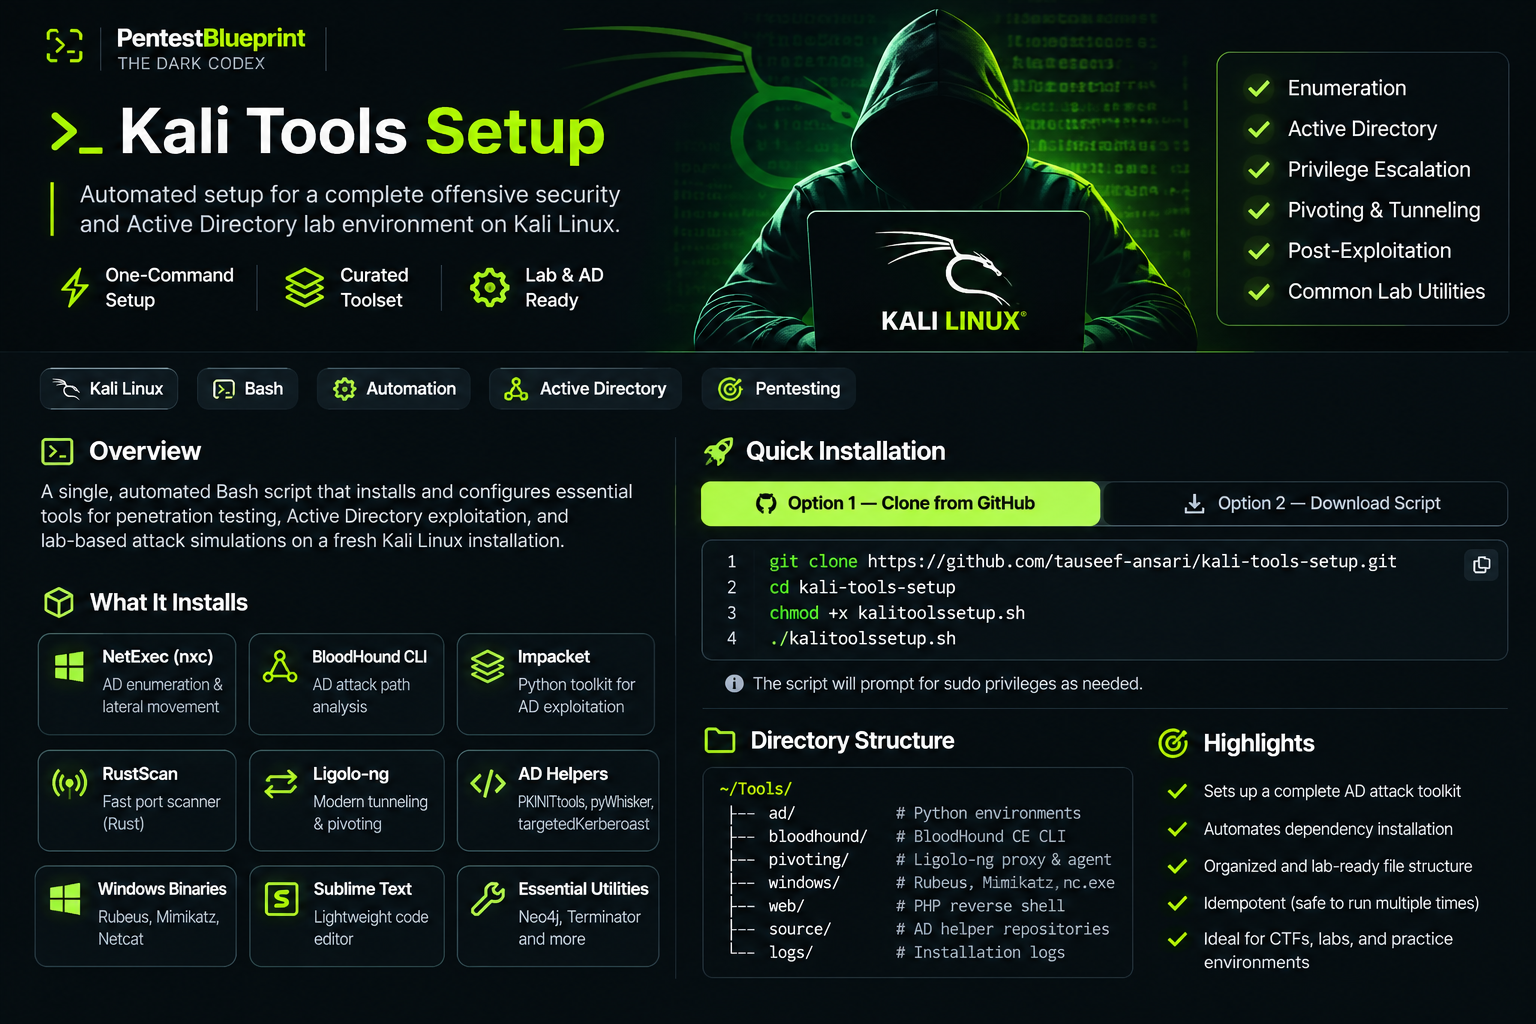 PentestBlueprint
THE DARK CODEX
>_ Kali Tools Setup
Automated setup for a complete offensive security
and Active Directory lab environment on Kali Linux.
One-Command
Setup
Curated
Toolset
Lab & AD
Ready
KALI LINUX®
Enumeration
Active Directory
Privilege Escalation
Pivoting & Tunneling
Post-Exploitation
Common Lab Utilities
Kali Linux
Bash
Automation
Active Directory
Pentesting
Overview
A single, automated Bash script that installs and configures essential
tools for penetration testing, Active Directory exploitation, and
lab-based attack simulations on a fresh Kali Linux installation.
What It Installs
NetExec (nxc)
AD enumeration &
lateral movement
BloodHound CLI
AD attack path
analysis
Impacket
Python toolkit for
AD exploitation
RustScan
Fast port scanner
(Rust)
Ligolo-ng
Modern tunneling
& pivoting
AD Helpers
PKINITtools, pyWhisker,
targetedKerberoast
Windows Binaries
Rubeus, Mimikatz,
Netcat
Sublime Text
Lightweight code
editor
Essential Utilities
Neo4j, Terminator
and more
Quick Installation
Option 1 — Clone from GitHub
Option 2 — Download Script
1 git clone https://github.com/tauseef-ansari/kali-tools-setup.git
2 cd kali-tools-setup
3 chmod +x kalitoolssetup.sh
4 ./kalitoolssetup.sh
The script will prompt for sudo privileges as needed.
Directory Structure
~/Tools/
├── ad/ # Python environments
├── bloodhound/ # BloodHound CE CLI
├── pivoting/ # Ligolo-ng proxy & agent
├── windows/ # Rubeus, Mimikatz, nc.exe
├── web/ # PHP reverse shell
├── source/ # AD helper repositories
└── logs/ # Installation logs
Highlights
Sets up a complete AD attack toolkit
Automates dependency installation
Organized and lab-ready file structure
Idempotent (safe to run multiple times)
Ideal for CTFs, labs, and practice
environments